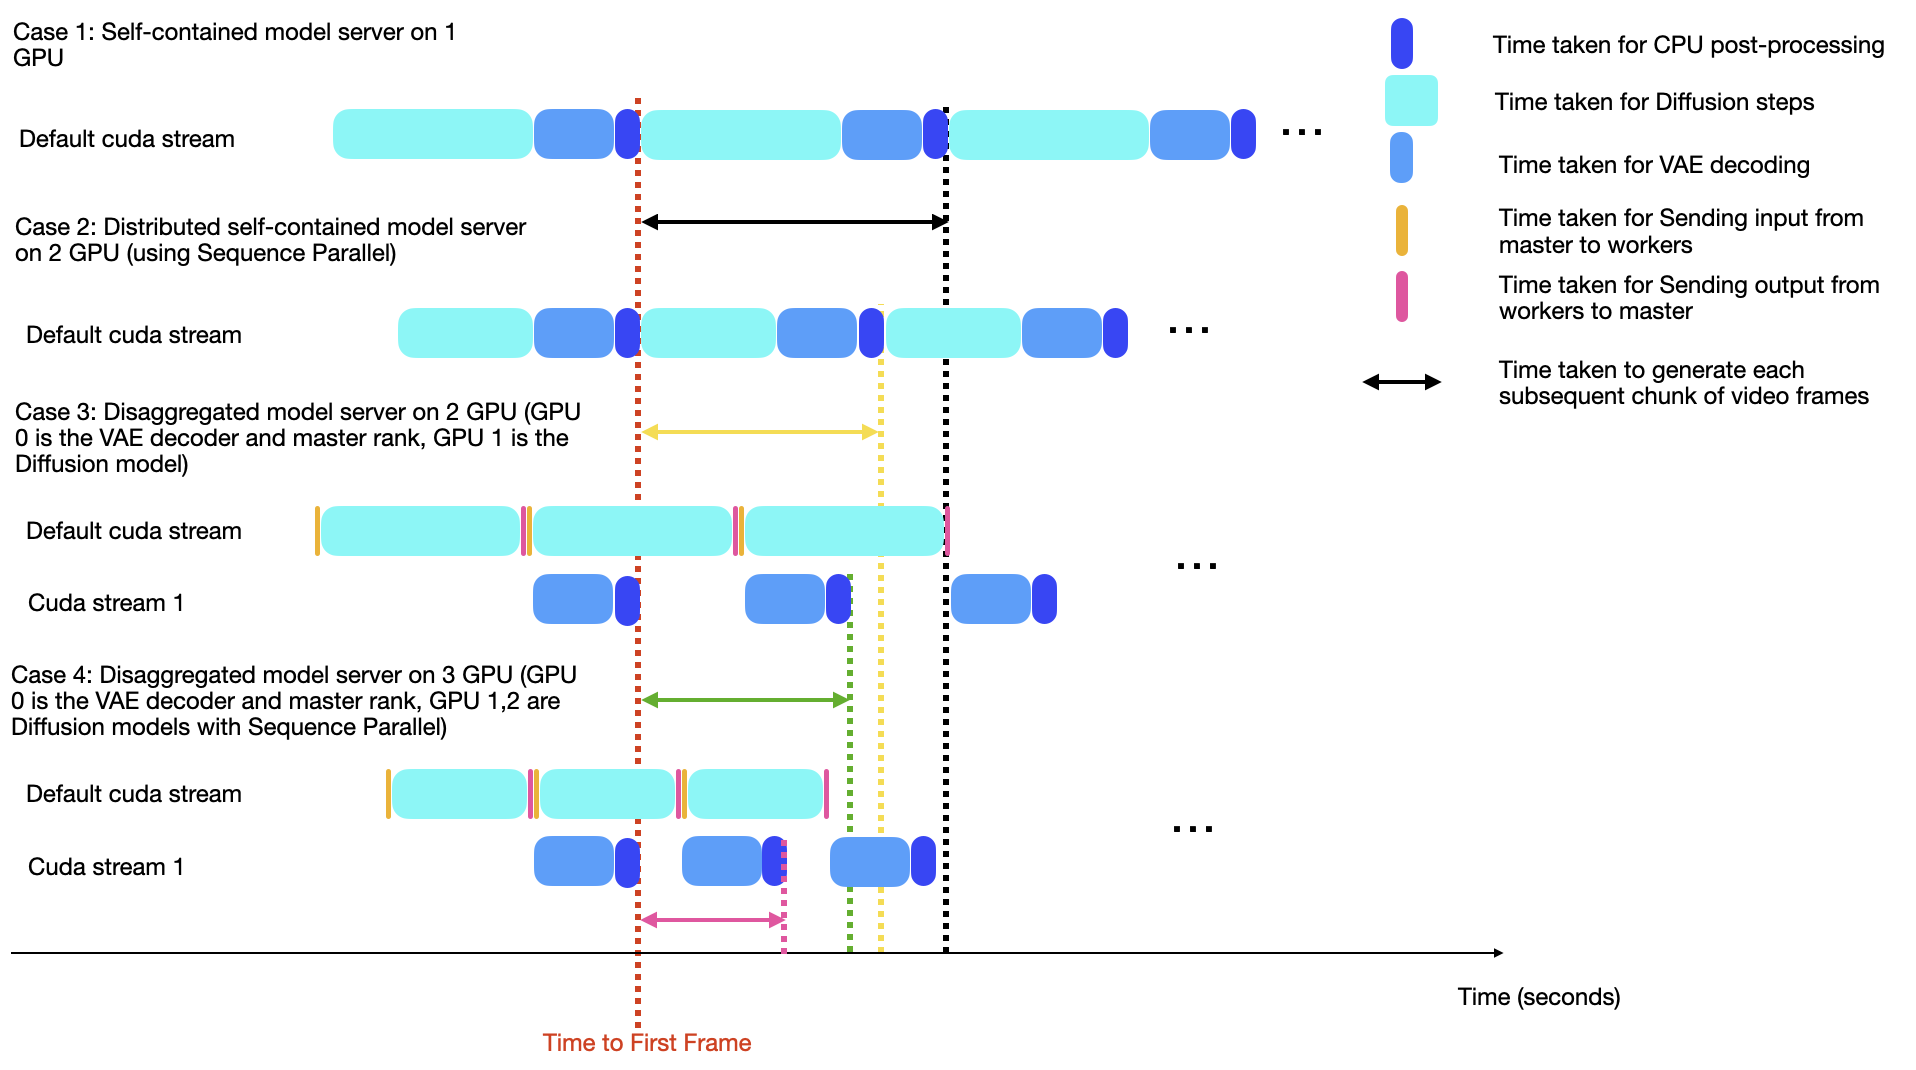 Case 1: Self-contained model server on 1
GPU
Default cuda stream
Case 2: Distributed self-contained model server
on 2 GPU (using Sequence Parallel)
Default cuda stream
Case 3: Disaggregated model server on 2 GPU (GPU
0 is the VAE decoder and master rank, GPU 1 is the
Diffusion model)
Default cuda stream
Cuda stream 1
Case 4: Disaggregated model server on 3 GPU (GPU
0 is the VAE decoder and master rank, GPU 1,2 are
Diffusion models with Sequence Parallel)
Default cuda stream
Cuda stream 1
Time taken for CPU post-processing
Time taken for Diffusion steps
Time taken for VAE decoding
Time taken for Sending input from
master to workers
Time taken for Sending output from
workers to master
Time taken to generate each
subsequent chunk of video frames
Time (seconds)
Time to First Frame